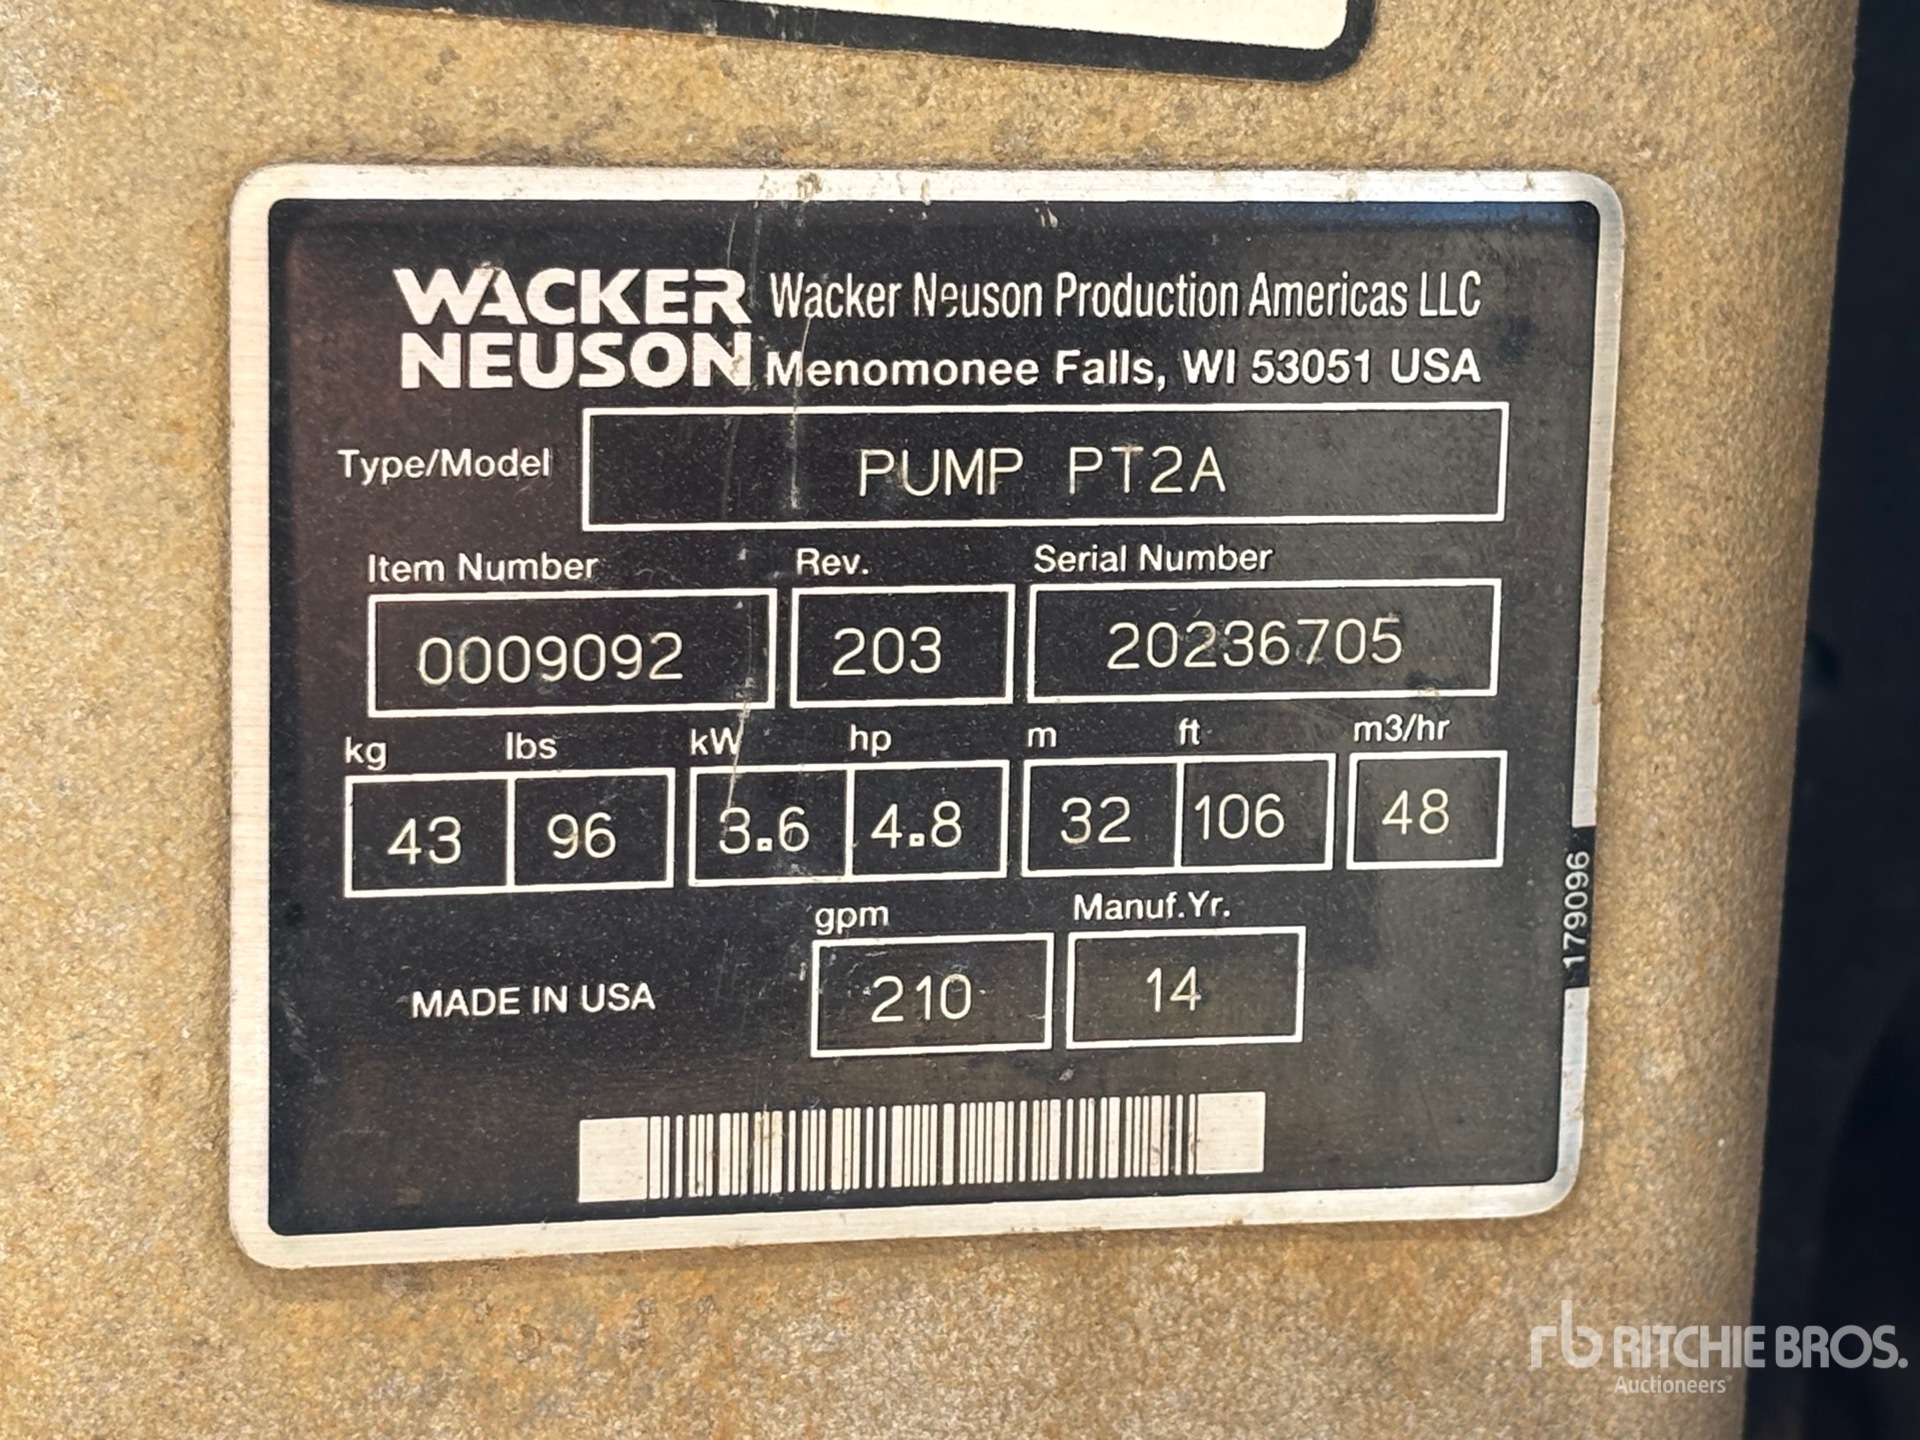 WACKER NEUSON
Wacker Neuson Production Americas LLC
Menomonee Falls, WI 53051 USA
Type/Model PUMP PT2A
Item Number Rev. Serial Number
0009092 203 20236705
kg lbs kW hp m ft m3/hr
43 96 3.6 4.8 32 106 48
gpm Manuf.Yr.
MADE IN USA 210 14
179096
rb RITCHIE BROS.
Auctioneers